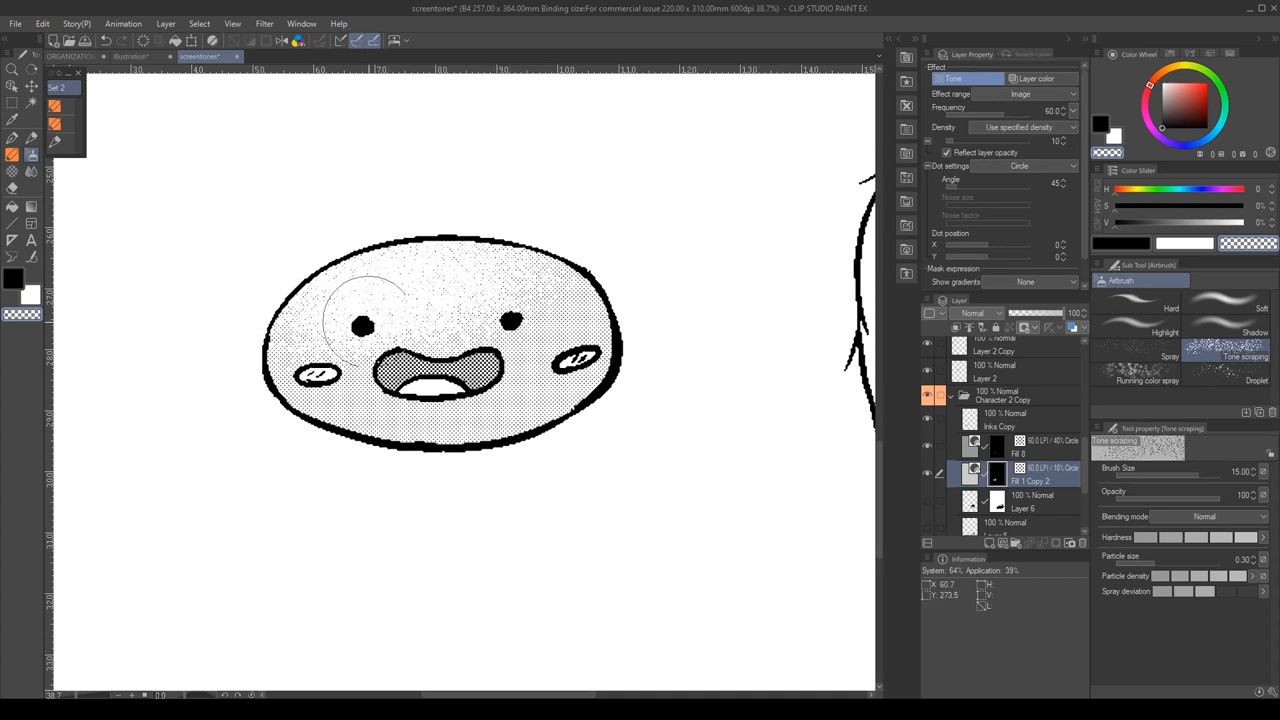 screentones* (B4 257.00 x 364.00mm Binding size:For commercial issue 220.00 x 310.00mm 600dpi 38.7%) - CLIP STUDIO PAINT EX
File Edit Story(P) Animation Layer Select View Filter Window Help
ORGANIZATION Illustration* screentones*
Set 2
Layer Property Search Layer
Effect
Tone Layer color
Effect range Image
Frequency 60.0
Density Use specified density
10
Reflect layer opacity
Dot settings Circle
Angle 45
Noise size
Noise factor
Dot position
X 0
Y 0
Mask expression
Show gradients None
Layer
Normal 100
100 % Normal
Layer 2 Copy
100 % Normal
Layer 2
100 % Normal
Character 2 Copy
100 % Normal
Inks Copy
60.0 LPI / 40% Circle
Fill 8
60.0 LPI / 10% Circle
Fill 1 Copy 2
100 % Normal
Layer 6
100 % Normal
Information
System: 64% Application: 39%
X 60.7
Y: 273.5
H:
V:
L:
Color Wheel
Color Slider
H 0
S 0%
V 0%
Sub Tool (Airbrush)
Airbrush
Hard Soft
Highlight Shadow
Spray Tone scraping
Running color spray Droplet
Tool property (Tone scraping)
Tone scraping
Brush Size 15.00
Opacity 100
Blending mode Normal
Hardness
Particle size 0.30
Particle density
Spray deviation
38.7 0.0